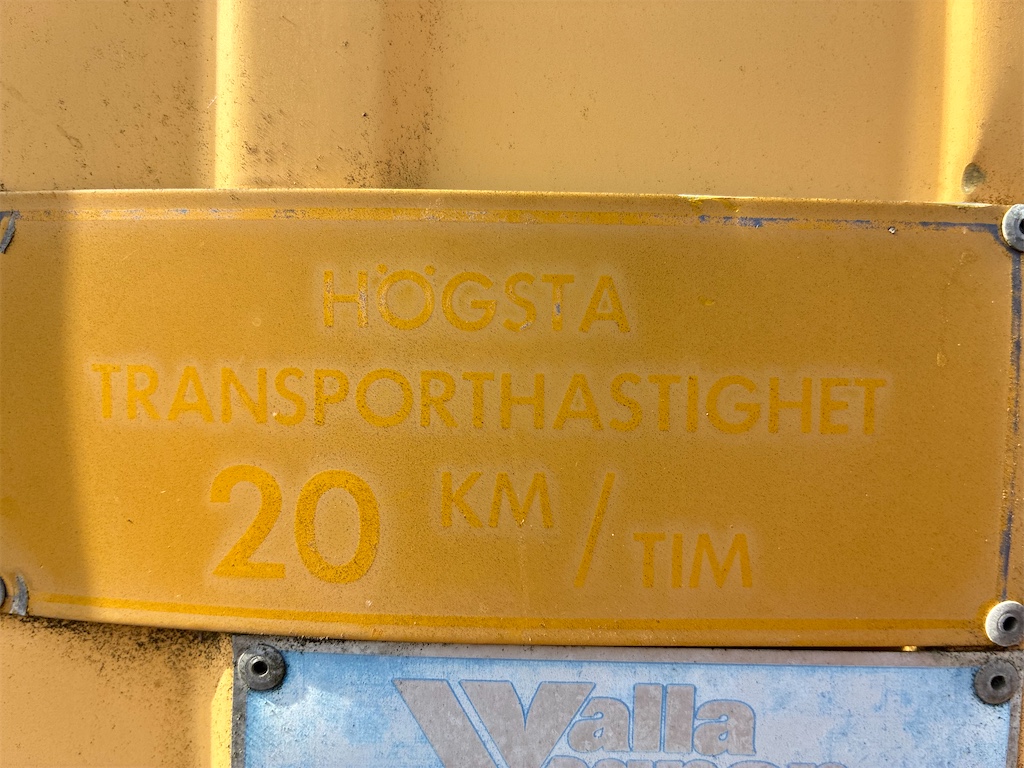 HÖGSTA
TRANSPORTHASTIGHET
20 KM/TIM
Valla